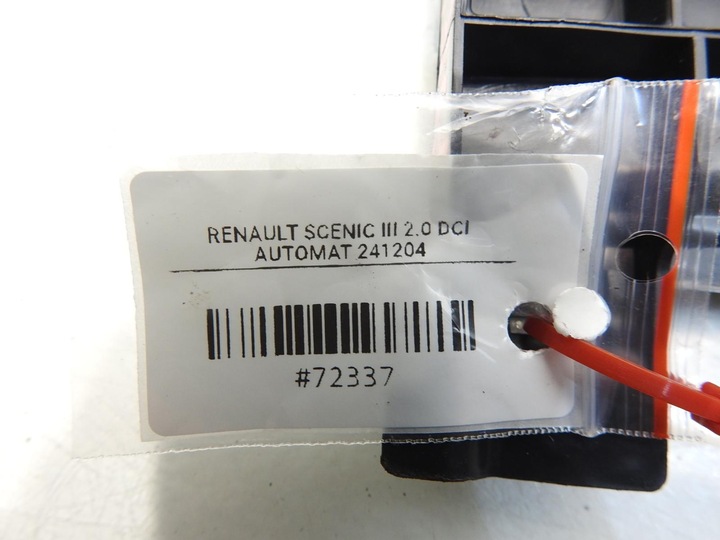 RENAULT SCENIC III 2.0 DCI
AUTOMAT 241204
#72337